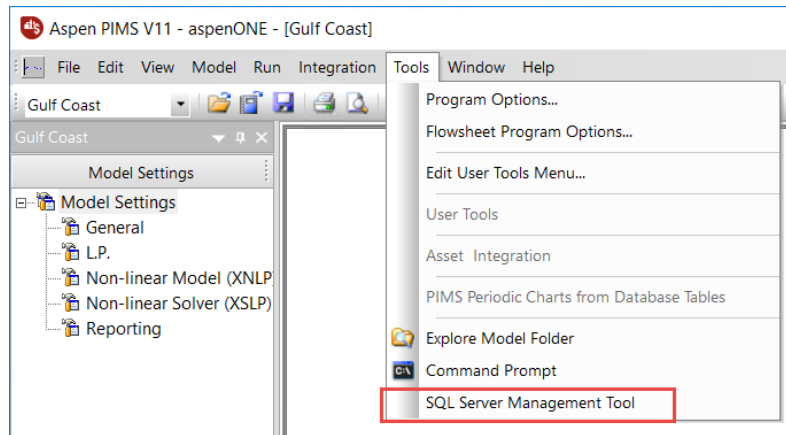 Aspen PIMS V11 - aspenONE - [Gulf Coast]
File Edit View Model Run Integration Tools Window Help
Gulf Coast
Gulf Coast
Model Settings
Model Settings
General
L.P.
Non-linear Model (XNLP
Non-linear Solver (XSLP)
Reporting
Program Options...
Flowsheet Program Options...
Edit User Tools Menu...
User Tools
Asset Integration
PIMS Periodic Charts from Database Tables
Explore Model Folder
C:\ Command Prompt
SQL Server Management Tool